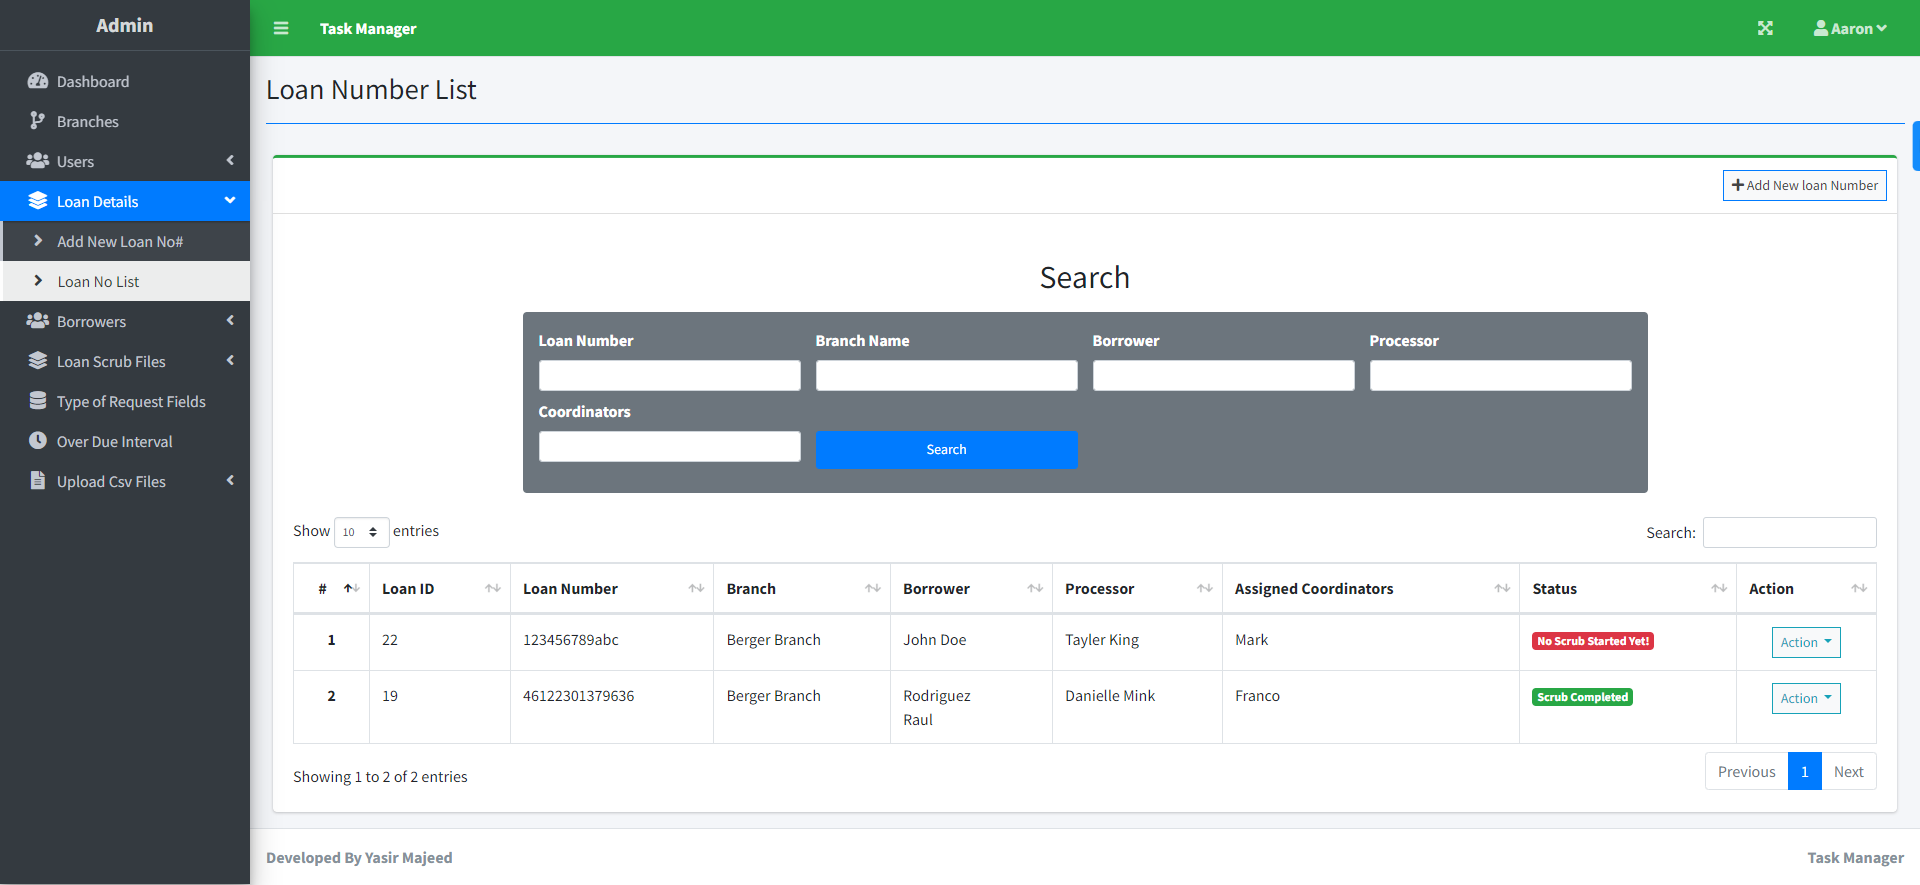 Admin
Task Manager
Aaron
Dashboard
Branches
Users
Loan Details
Add New Loan No#
Loan No List
Borrowers
Loan Scrub Files
Type of Request Fields
Over Due Interval
Upload Csv Files
Loan Number List
Add New loan Number
Search
Loan Number Branch Name Borrower Processor
Coordinators
Search
Show 10 entries
Search:
# Loan ID Loan Number Branch Borrower Processor Assigned Coordinators Status Action
1 22 123456789abc Berger Branch John Doe Tayler King Mark No Scrub Started Yet! Action
2 19 46122301379636 Berger Branch Rodriguez Danielle Mink Franco Scrub Completed Action
Raul
Showing 1 to 2 of 2 entries
Previous 1 Next
Developed By Yasir Majeed
Task Manager